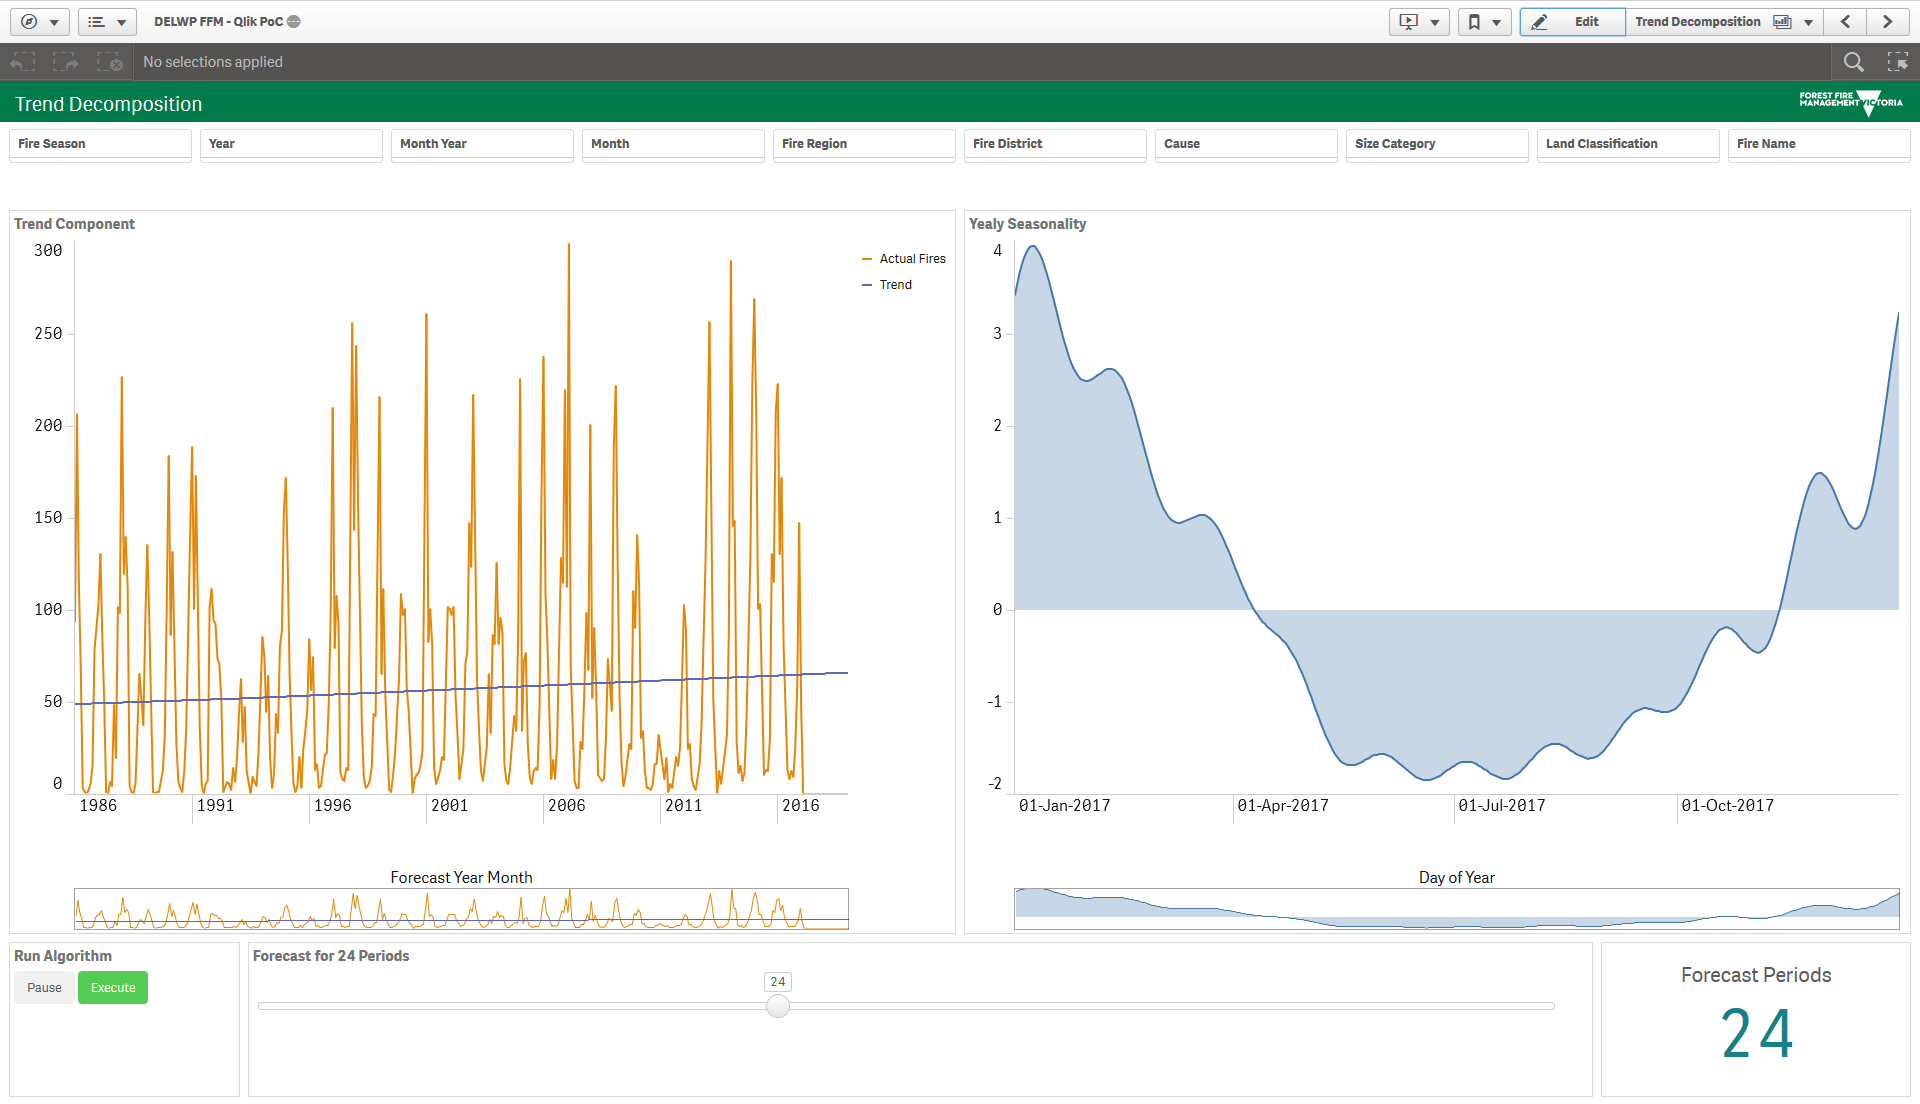 DELWP FFM - Qlik PoC
Edit
Trend Decomposition
No selections applied
Trend Decomposition
FOREST FIRE
MANAGEMENT VICTORIA
Fire Season
Year
Month Year
Month
Fire Region
Fire District
Cause
Size Category
Land Classification
Fire Name
Trend Component
300
250
200
150
100
50
0
1986
1991
1996
2001
2006
2011
2016
Actual Fires
Trend
Forecast Year Month
Yealy Seasonality
4
3
2
1
0
-1
-2
01-Jan-2017
01-Apr-2017
01-Jul-2017
01-Oct-2017
Day of Year
Run Algorithm
Pause
Execute
Forecast for 24 Periods
24
Forecast Periods
24